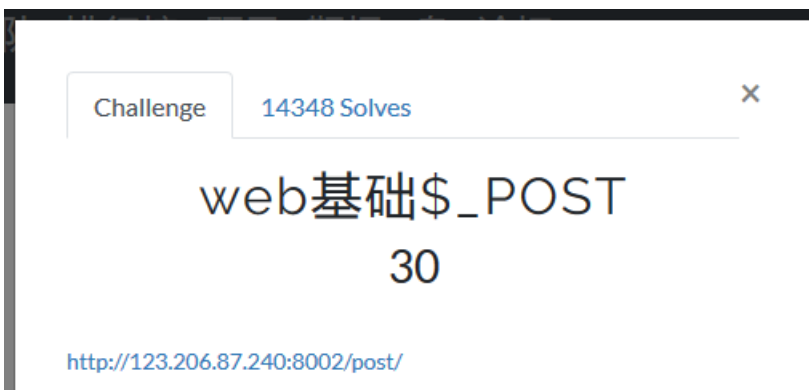 Challenge
14348 Solves
×
web基础$_POST
30
http://123.206.87.240:8002/post/